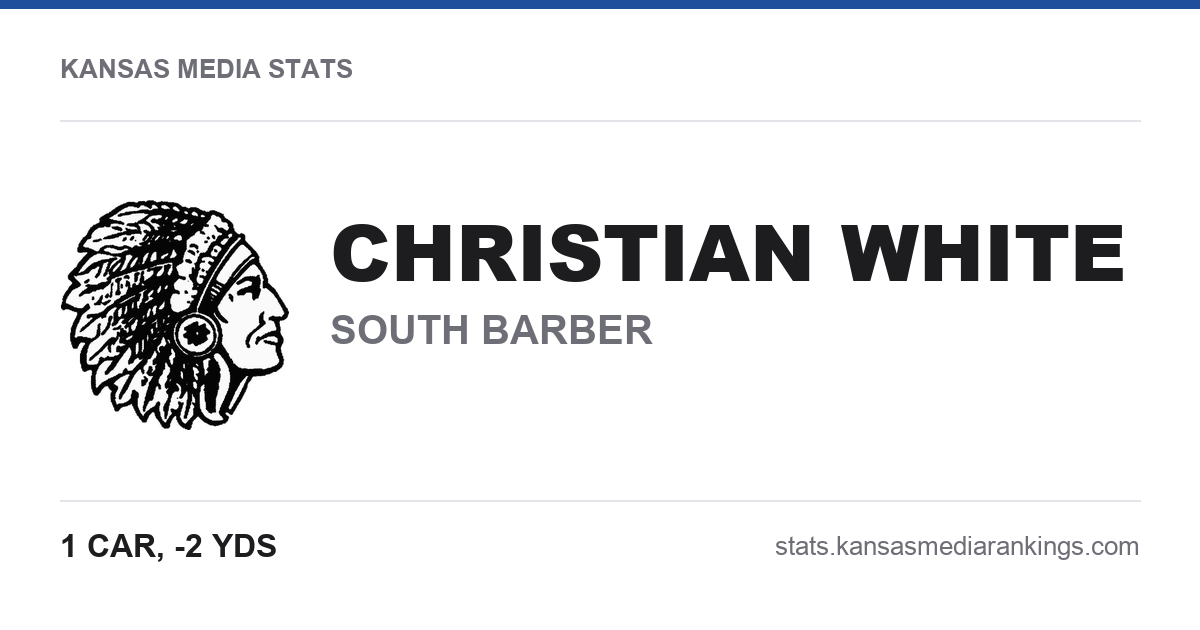 KANSAS MEDIA STATS
CHRISTIAN WHITE
SOUTH BARBER
1 CAR, -2 YDS
stats.kansasmediarankings.com